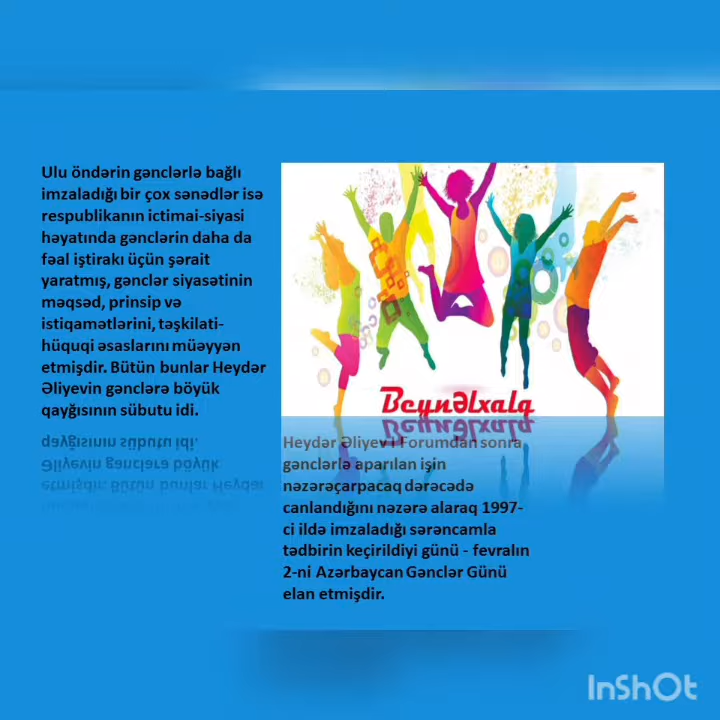 Ulu öndərin gənclərlə bağlı
imzaladığı bir çox sənədlər isə
respublikanın ictimai-siyasi
həyatında gənclərin daha da
fəal iştirakı üçün şərait
yaratmış, gənclər siyasətinin
məqsəd, prinsip və
istiqamətlərini, təşkilati-
hüquqi əsaslarını müəyyən
etmişdir. Bütün bunlar Heydər
Əliyevin gənclərə böyük
qayğısının sübutu idi.
Beynəlxalq
Heydər Əliyev I Forumdan sonra
gənclərlə aparılan işin
nəzərəçarpacaq dərəcədə
canlandığını nəzərə alaraq 1997-
ci ildə imzaladığı sərəncamla
tədbirin keçirildiyi günü - fevralın
2-ni Azərbaycan Gənclər Günü
elan etmişdir.
InShOt